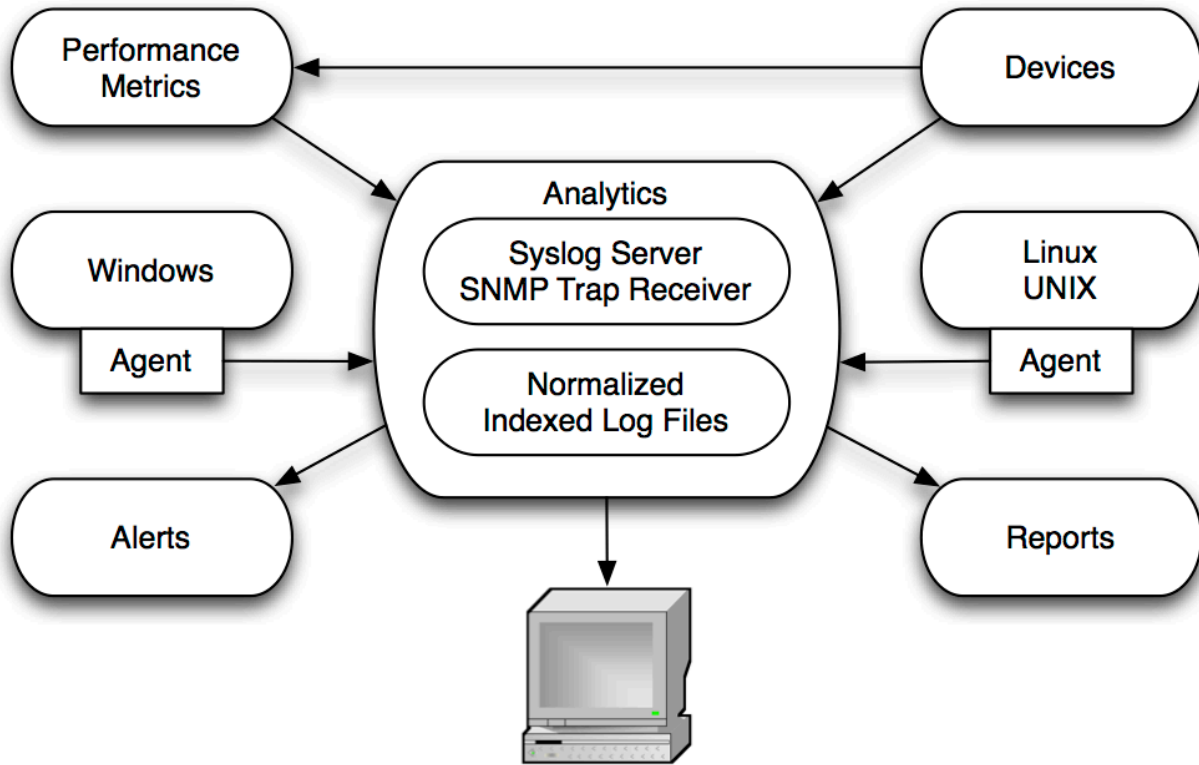 Performance
Metrics
Devices
Analytics
Syslog Server
SNMP Trap Receiver
Windows
Linux
UNIX
Agent
Agent
Normalized
Indexed Log Files
Alerts
Reports